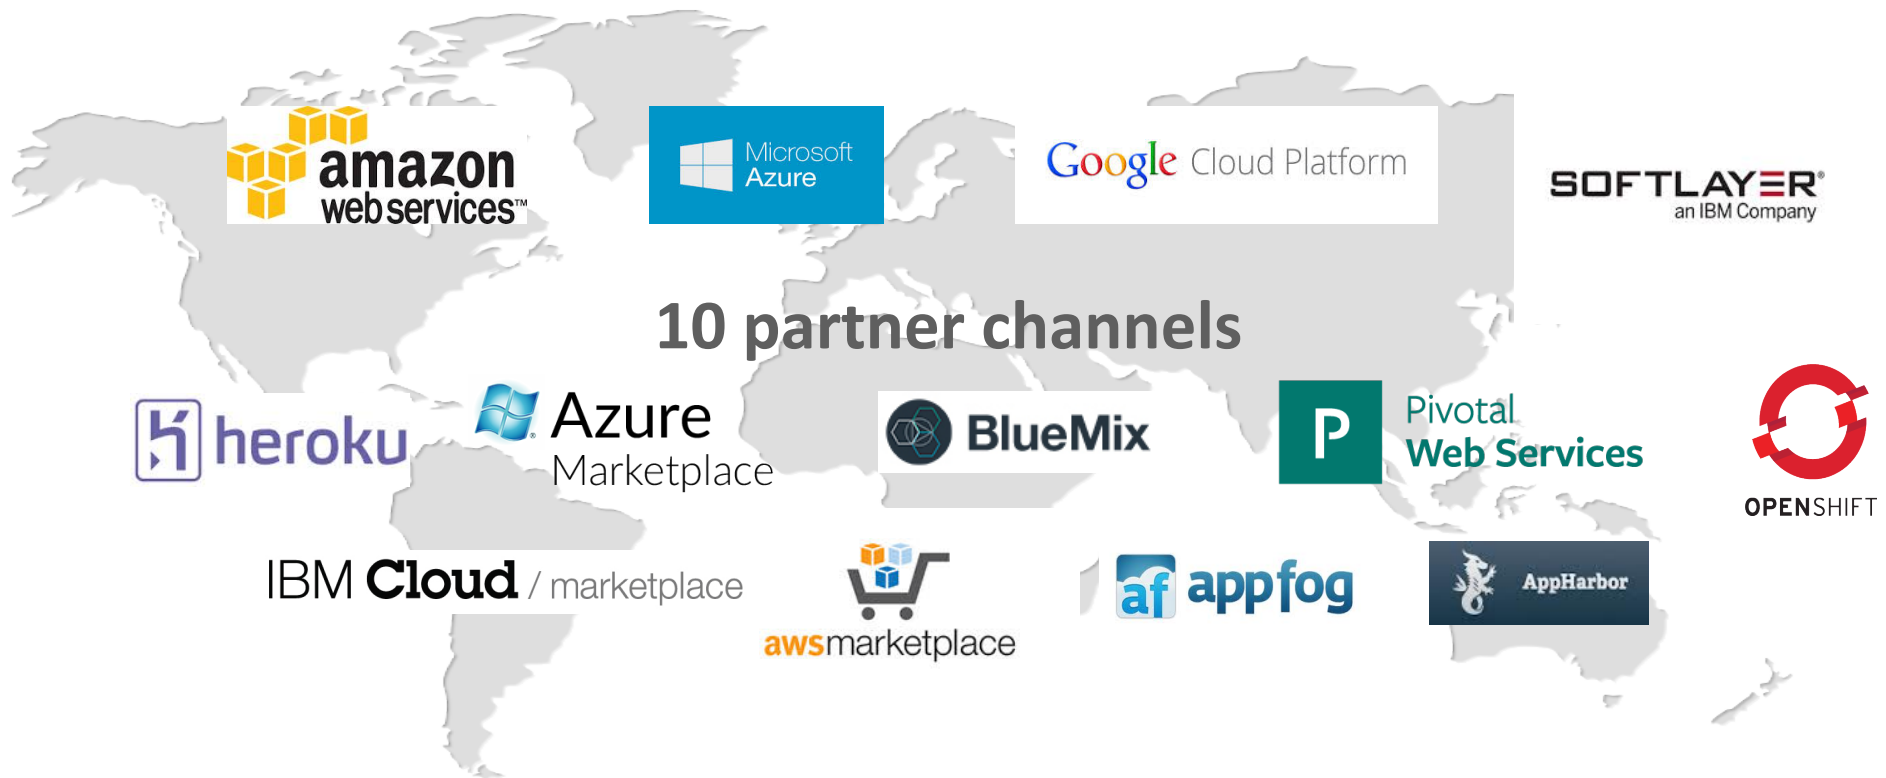 amazon
web services™
Microsoft
Azure
Google Cloud Platform
SOFTLAYER®
an IBM Company
10 partner channels
heroku
Azure
Marketplace
BlueMix
P
Pivotal
Web Services
OPENSHIFT
IBM Cloud / marketplace
awsmarketplace
af appfog
AppHarbor